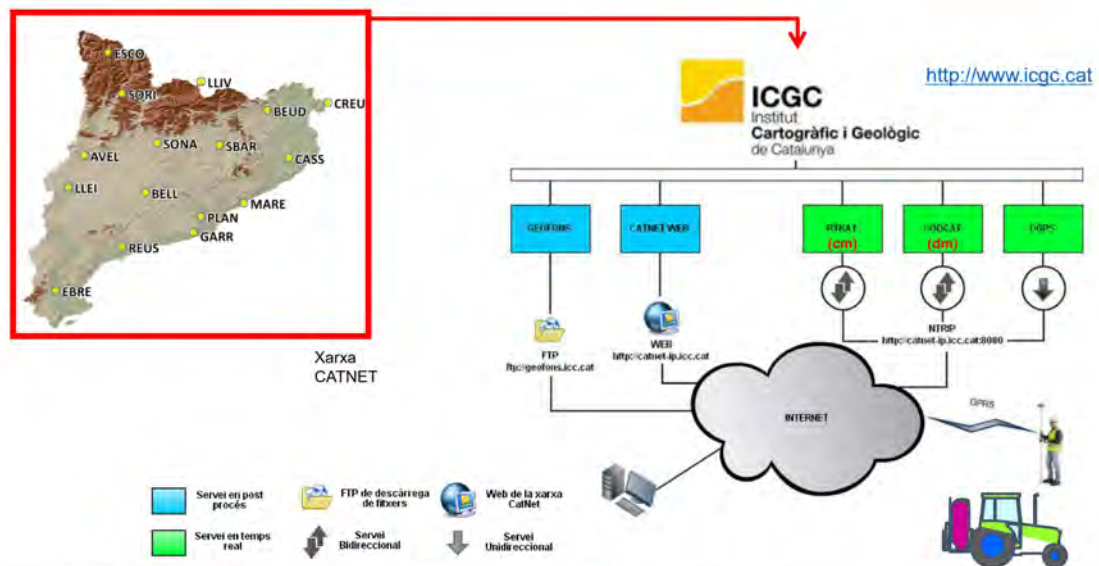 ESCO
LLIV
SORI
CREU
BEUD
SONA
SBAR
AVEL
CASS
LLEI
BELL
MARE
PLAN
GARR
REUS
EBRE
Xarxa
CATNET
http://www.icgc.cat
ICGC
Institut
Cartogràfic i Geològic
de Catalunya
GEOFONS
CATNET WEB
RTKAT
(cm)
CODCAT
(dm)
DGPS
FTP
ftp://geofons.icc.cat
WEB
http://catnet-ip.icc.cat
NTRIP
http://catnet-ip.icc.cat:8080
INTERNET
GPRS
Servei en post
procés
FTP de descàrrega
de fitxers
Web de la xarxa
CatNet
Servei en temps
real
Servei
Bidireccional
Servei
Unidireccional